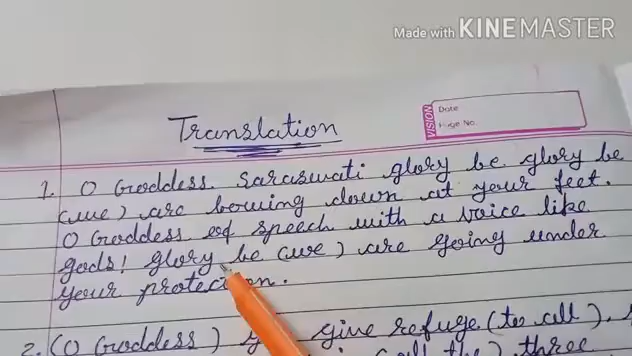 Made with KINEMASTER
VISION
Date
Page No.
Translation
1. O Goddess Saraswati glory be glory be
(we) are bowing down at your feet.
O Goddess of speech with a voice like
gods! glory be (we) are going under
your protection.
2. (O Goddess) give refuge (to all),
three